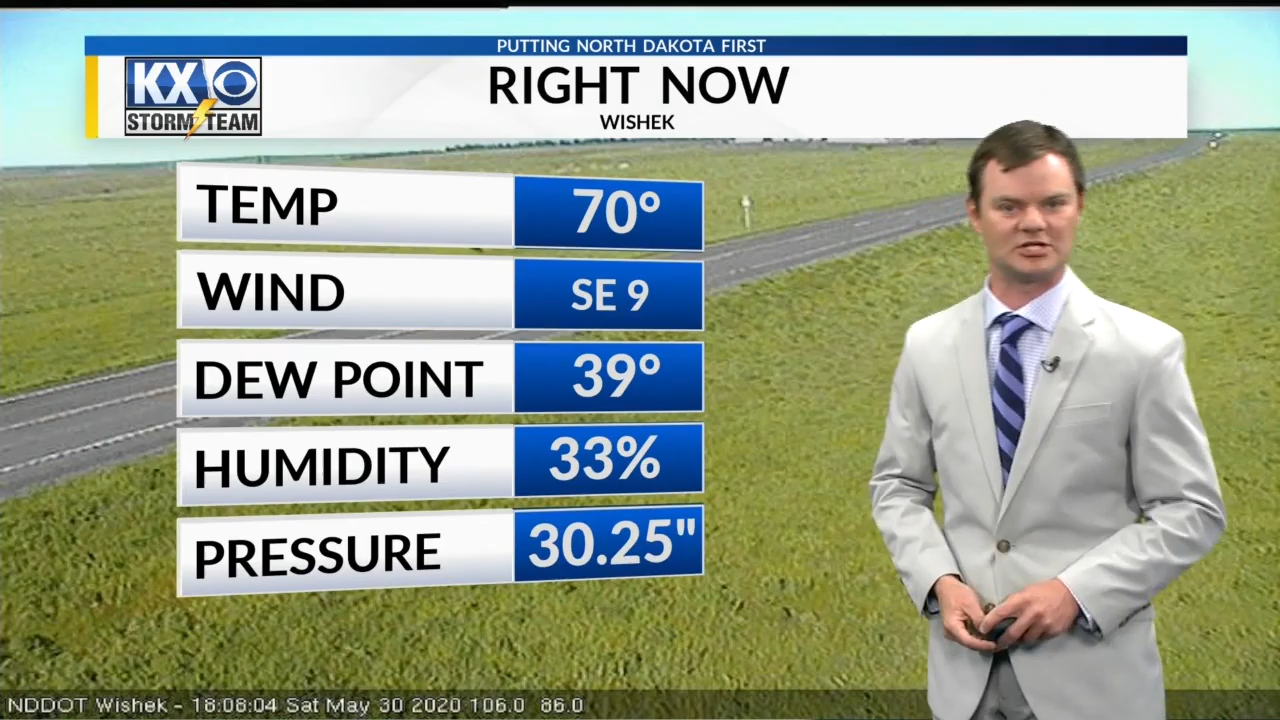 PUTTING NORTH DAKOTA FIRST
KX
STORM TEAM
RIGHT NOW
WISHEK
TEMP 70°
WIND SE 9
DEW POINT 39°
HUMIDITY 33%
PRESSURE 30.25"
NDDOT Wishek - 18:08:04 Sat May 30 2020 106.0 86.0